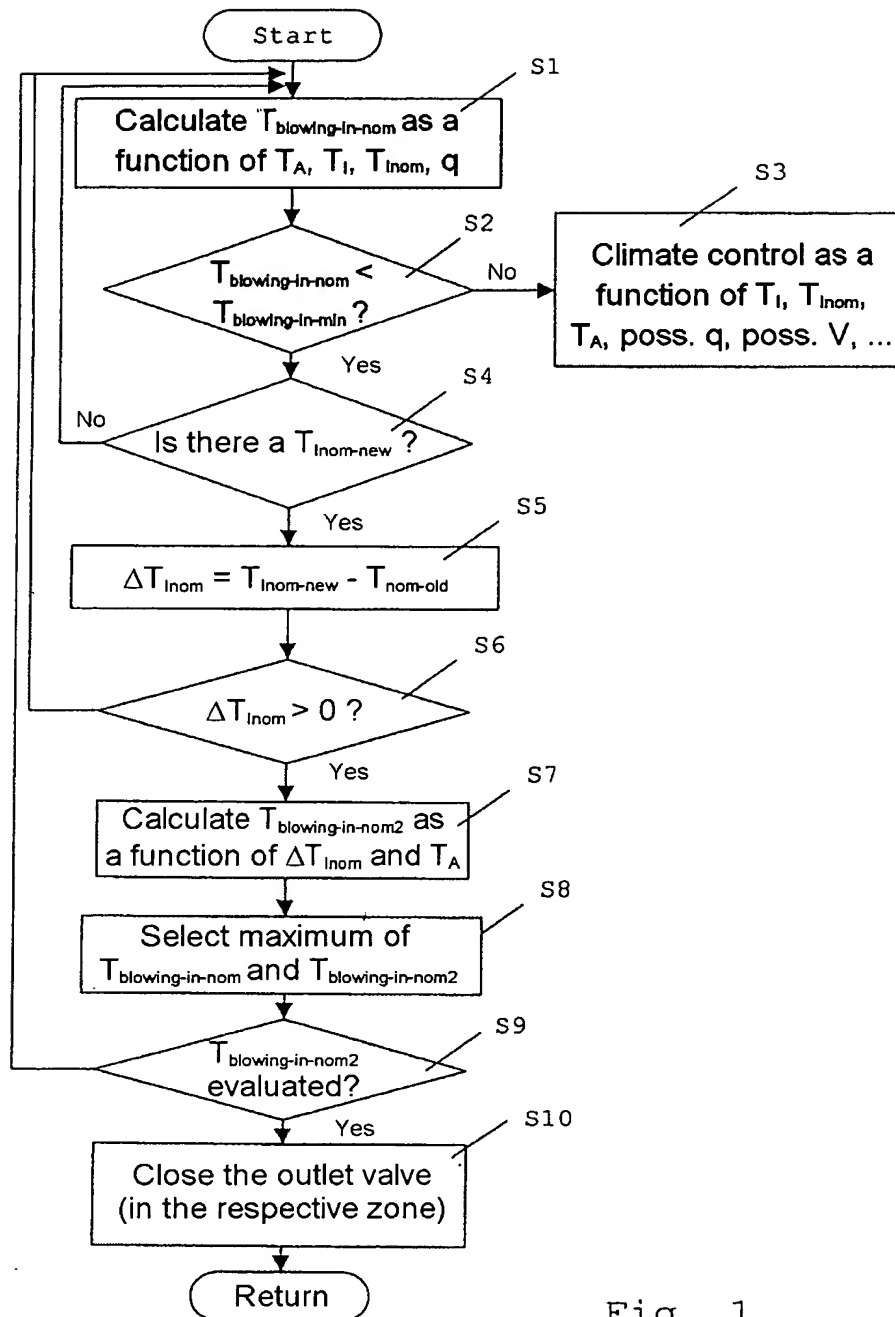 Start
S1
Calculate T_blowing-in-nom as a
function of T_A, T_I, T_Inom, q
S2
T_blowing-in-nom <
T_blowing-in-min ?
No
S3
Climate control as a
function of T_I, T_Inom,
T_A, poss. q, poss. V, ...
Yes
S4
No
Is there a T_Inom-new ?
Yes
S5
ΔT_Inom = T_Inom-new - T_nom-old
S6
ΔT_Inom > 0 ?
Yes
S7
Calculate T_blowing-in-nom2 as
a function of ΔT_Inom and T_A
S8
Select maximum of
T_blowing-in-nom and T_blowing-in-nom2
S9
T_blowing-in-nom2
evaluated?
Yes
S10
Close the outlet valve
(in the respective zone)
Return
Fig. 1